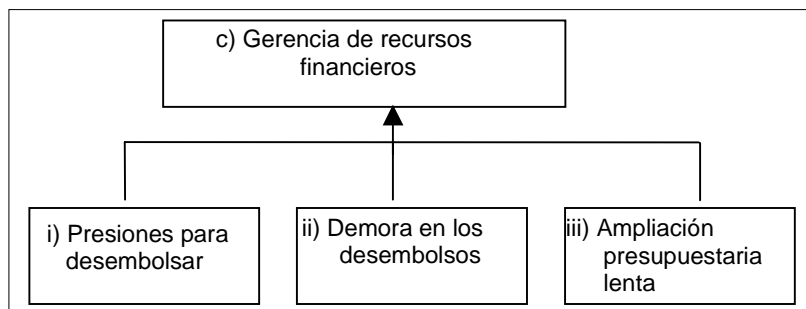 c) Gerencia de recursos
financieros
i) Presiones para
desembolsar
ii) Demora en los
desembolsos
iii) Ampliación
presupuestaria
lenta